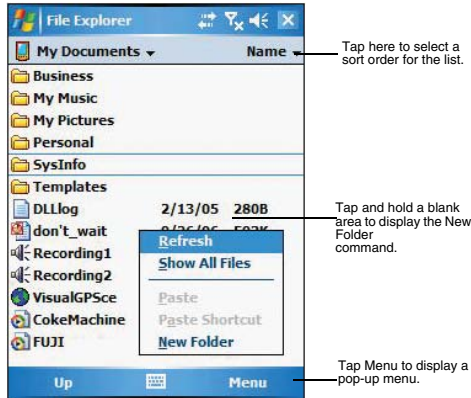 File Explorer
My Documents Name
Business
My Music
My Pictures
Personal
SysInfo
Templates
DLLlog 2/13/05 280B
don't_wait
Recording1
Recording2
VisualGPSce
CokeMachine
FUJI
Refresh
Show All Files
Paste
Paste Shortcut
New Folder
Up Menu
Tap here to select a
sort order for the list.
Tap and hold a blank
area to display the New
Folder
command.
Tap Menu to display a
pop-up menu.